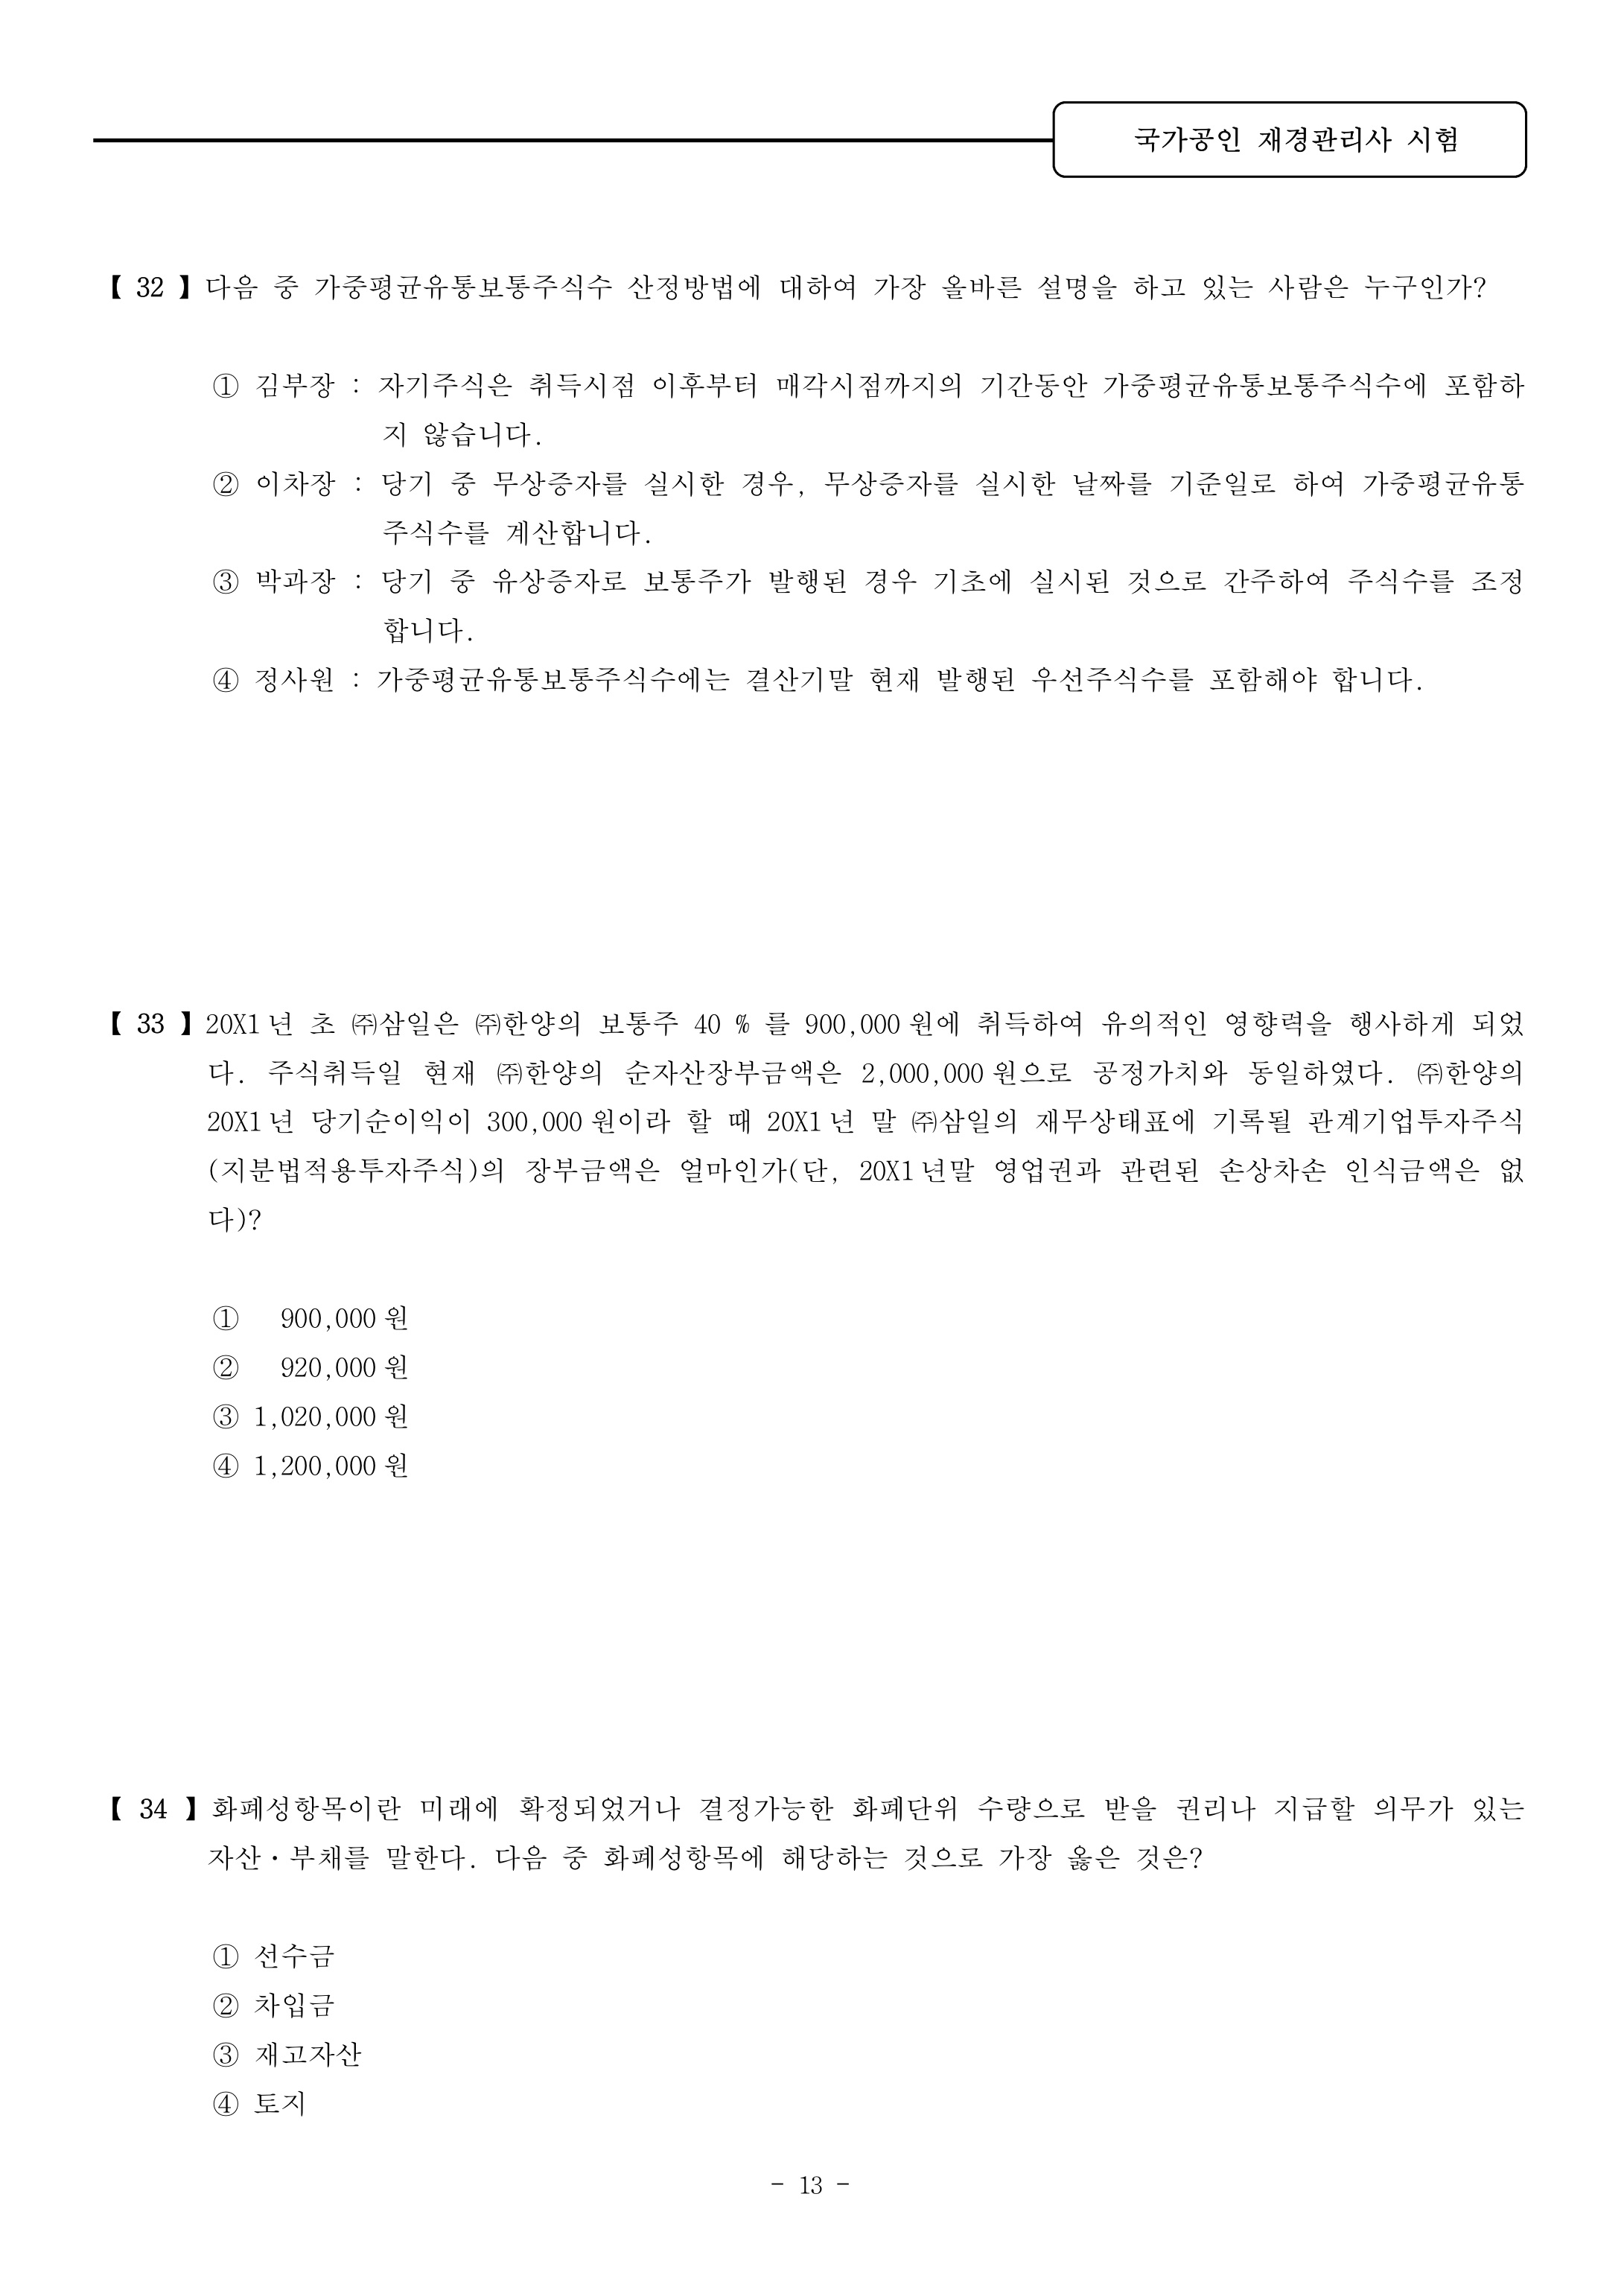 국가공인 재경관리사 시험
【 32 】다음 중 가중평균유통보통주식수 산정방법에 대하여 가장 올바른 설명을 하고 있는 사람은 누구인가?
① 김부장 : 자기주식은 취득시점 이후부터 매각시점까지의 기간동안 가중평균유통보통주식수에 포함하
지 않습니다.
② 이차장 : 당기 중 무상증자를 실시한 경우, 무상증자를 실시한 날짜를 기준일로 하여 가중평균유통
주식수를 계산합니다.
③ 박과장 : 당기 중 유상증자로 보통주가 발행된 경우 기초에 실시된 것으로 간주하여 주식수를 조정
합니다.
④ 정사원 : 가중평균유통보통주식수에는 결산기말 현재 발행된 우선주식수를 포함해야 합니다.
【 33 】20X1년 초 ㈜삼일은 ㈜한양의 보통주 40 % 를 900,000원에 취득하여 유의적인 영향력을 행사하게 되었
다. 주식취득일 현재 ㈜한양의 순자산장부금액은 2,000,000원으로 공정가치와 동일하였다. ㈜한양의
20X1년 당기순이익이 300,000원이라 할 때 20X1년 말 ㈜삼일의 재무상태표에 기록될 관계기업투자주식
(지분법적용투자주식)의 장부금액은 얼마인가(단, 20X1년말 영업권과 관련된 손상차손 인식금액은 없
다)?
① 900,000원
② 920,000원
③ 1,020,000원
④ 1,200,000원
【 34 】화폐성항목이란 미래에 확정되었거나 결정가능한 화폐단위 수량으로 받을 권리나 지급할 의무가 있는
자산·부채를 말한다. 다음 중 화폐성항목에 해당하는 것으로 가장 옳은 것은?
① 선수금
② 차입금
③ 재고자산
④ 토지
- 13 -